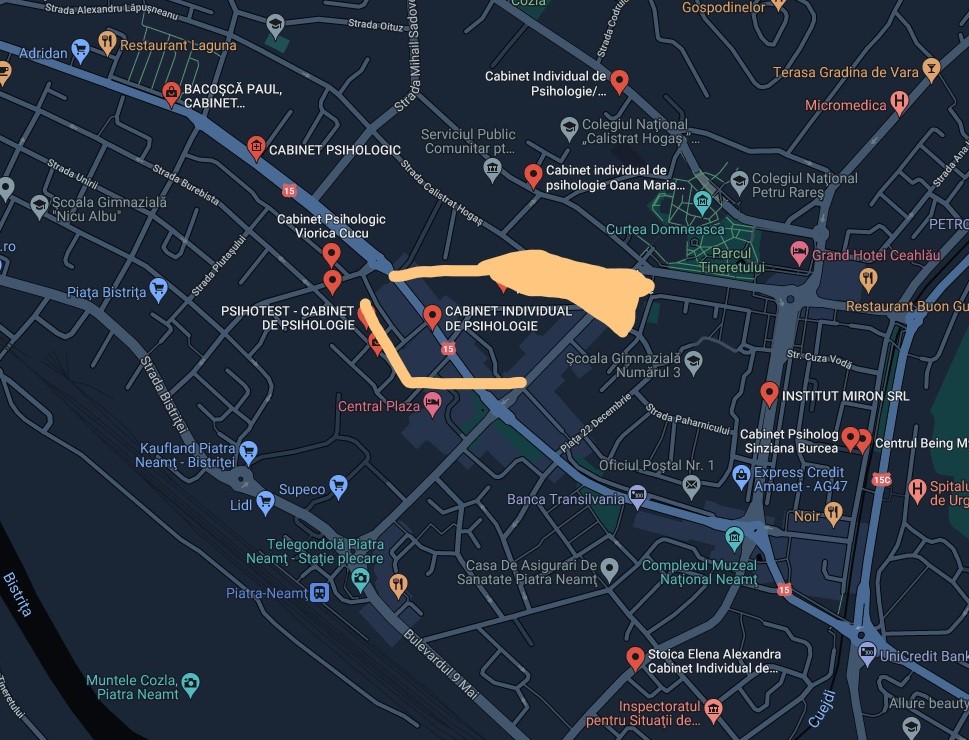 Strada Alexandru Lăpușneanu
Cozla
Gospodinelor
Strada Oituz
Strada Mihail Sadove
Strada Codrul
Adridan
Restaurant Laguna
Cabinet Individual de
Psihologie/...
Terasa Gradina de Vara
BACOȘCĂ PAUL,
CABINET...
Micromedica
Serviciul Public
Comunitar pt...
Colegiul Național
„Calistrat Hogaș"...
CABINET PSIHOLOGIC
Strada Ana
Strada Unirii
Strada Burebista
15
Strada Calistrat Hogaș
Cabinet individual de
psihologie Oana Maria...
Colegiul Național
Petru Rareș
Școala Gimnazială
"Nicu Albu"
Cabinet Psihologic
Viorica Cucu
Curtea Domnească
PETRO
.ro
Strada Plutașului
Parcul
Tineretului
Grand Hotel Ceahlău
Piața Bistrița
Restaurant Buon Gu
PSIHOTEST - CABINET
DE PSIHOLOGIE
CABINET INDIVIDUAL
DE PSIHOLOGIE
15
Școala Gimnazială
Numărul 3
Str. Cuza Vodă
Strada Bistriței
Central Plaza
INSTITUT MIRON SRL
Piața 22 Decembrie
Strada Paharnicului
Cabinet Psiholog
Sinziana Burcea
Centrul Being M
Kaufland Piatra
Neamț - Bistriței
Oficiul Poștal Nr. 1
Express Credit
Amanet - AG47
15C
Spitalu
de Urg
Supeco
Lidl
Banca Transilvania
Noir
Telegondolă Piatra
Neamț - Stație plecare
Casa De Asigurari De
Sanatate Piatra Neamț
Complexul Muzeal
Național Neamt
Piatra-Neamț
15
Bistrița
Bulevardul 9 Mai
Stoica Elena Alexandra
Cabinet Individual de...
UniCredit Bank
Muntele Cozla,
Piatra Neamț
Tineretului
Cuejdi
Inspectoratul
pentru Situații de...
Allure beauty